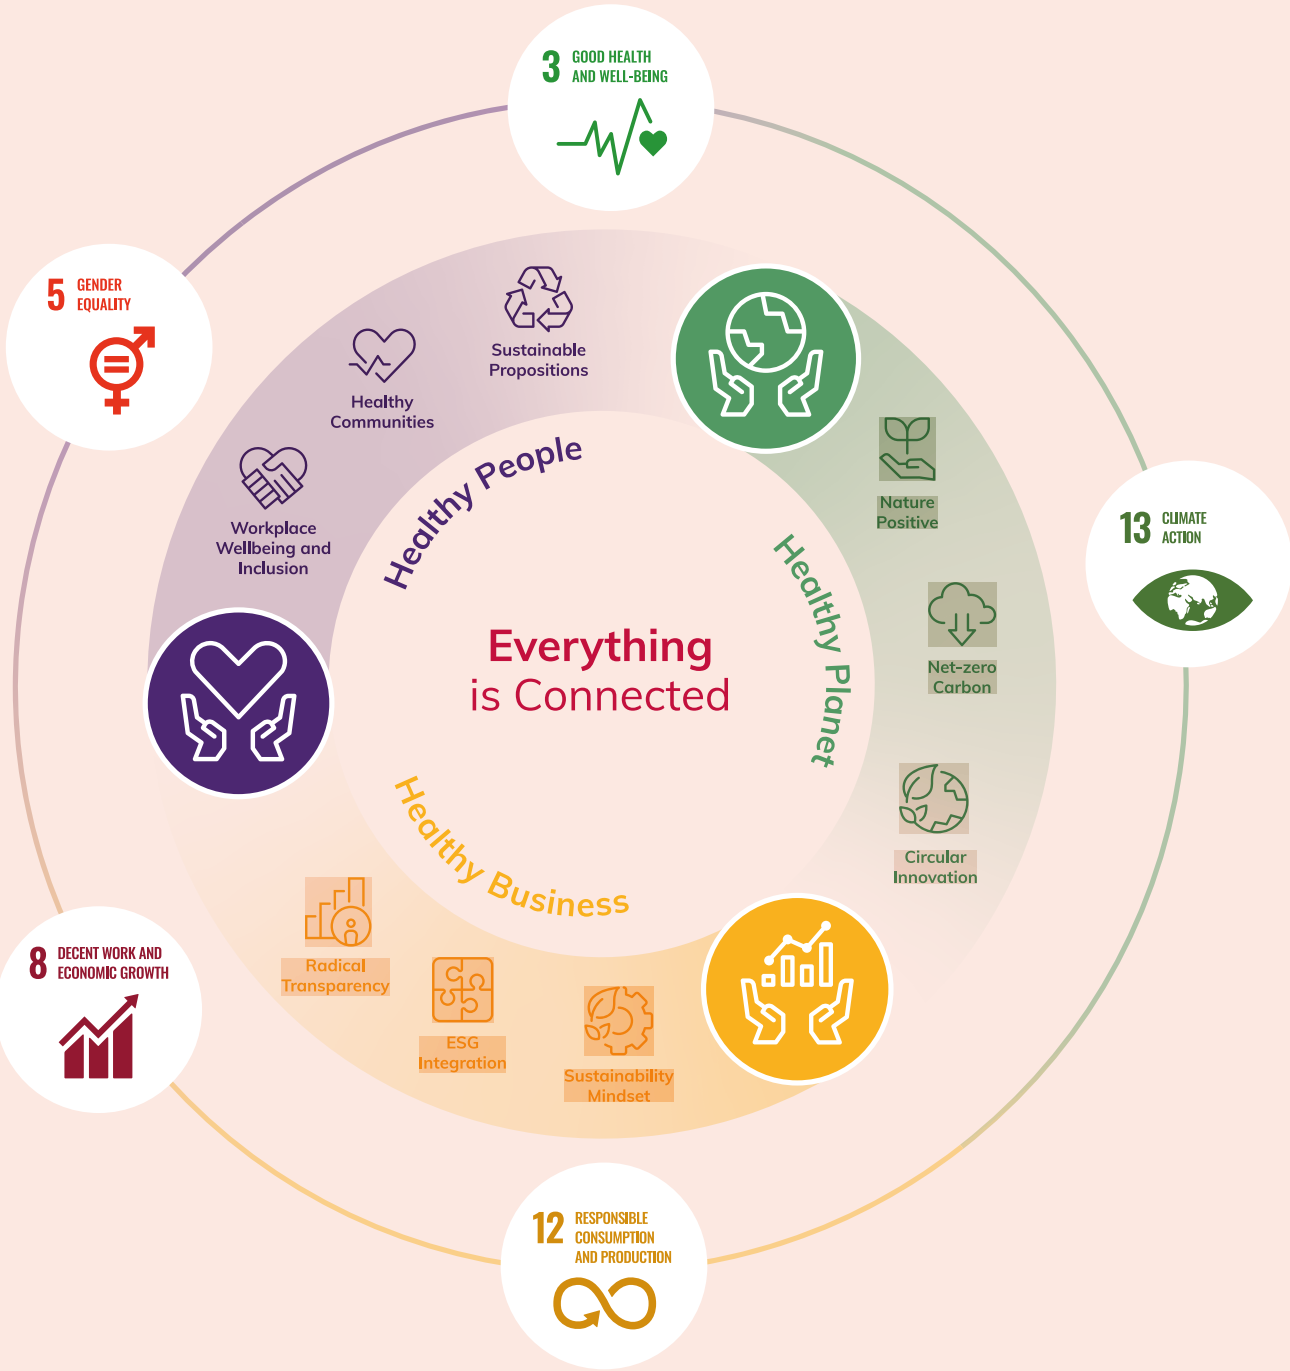 3 GOOD HEALTH
AND WELL-BEING
5 GENDER
EQUALITY
Sustainable
Propositions
Healthy
Communities
Workplace
Wellbeing and
Inclusion
Healthy People
Nature
Positive
Net-zero
Carbon
Circular
Innovation
Healthy Planet
13 CLIMATE
ACTION
Everything
is Connected
Healthy Business
Radical
Transparency
ESG
Integration
Sustainability
Mindset
8 DECENT WORK AND
ECONOMIC GROWTH
12 RESPONSIBLE
CONSUMPTION
AND PRODUCTION